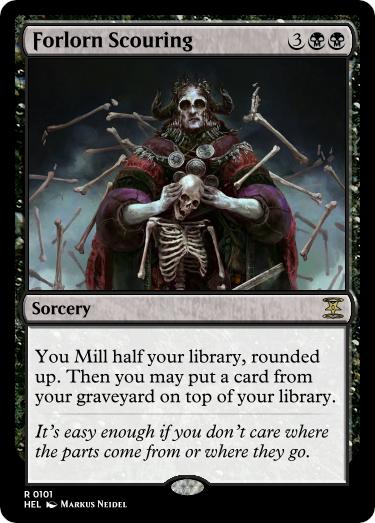 Forlorn Scouring 3
Sorcery
You Mill half your library, rounded
up. Then you may put a card from
your graveyard on top of your library.
It's easy enough if you don't care where
the parts come from or where they go.
R 0101
HEL Markus Neidel